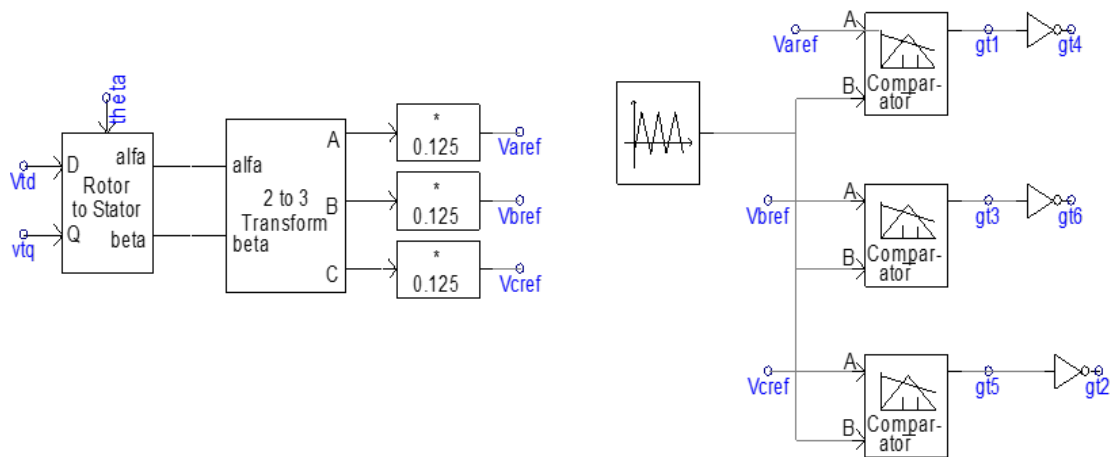 theta
Vtd
vtq
D
Q
alfa
Rotor
to Stator
beta
alfa
2 to 3
Transform
beta
A
B
C
*
0.125
*
0.125
*
0.125
Varef
Vbref
Vcref
Varef
A
B
Compar-
ator
gt1
gt4
Vbref
A
B
Compar-
ator
gt3
gt6
Vcref
A
B
Compar-
ator
gt5
gt2